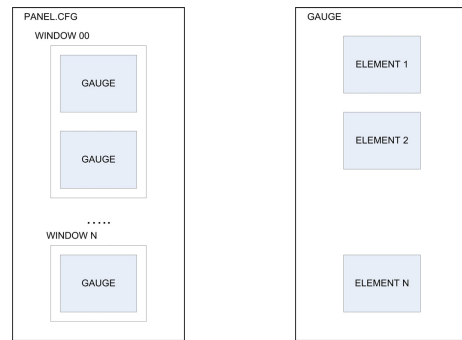 PANEL.CFG
WINDOW 00
GAUGE
GAUGE
.....
WINDOW N
GAUGE
GAUGE
ELEMENT 1
ELEMENT 2
ELEMENT N